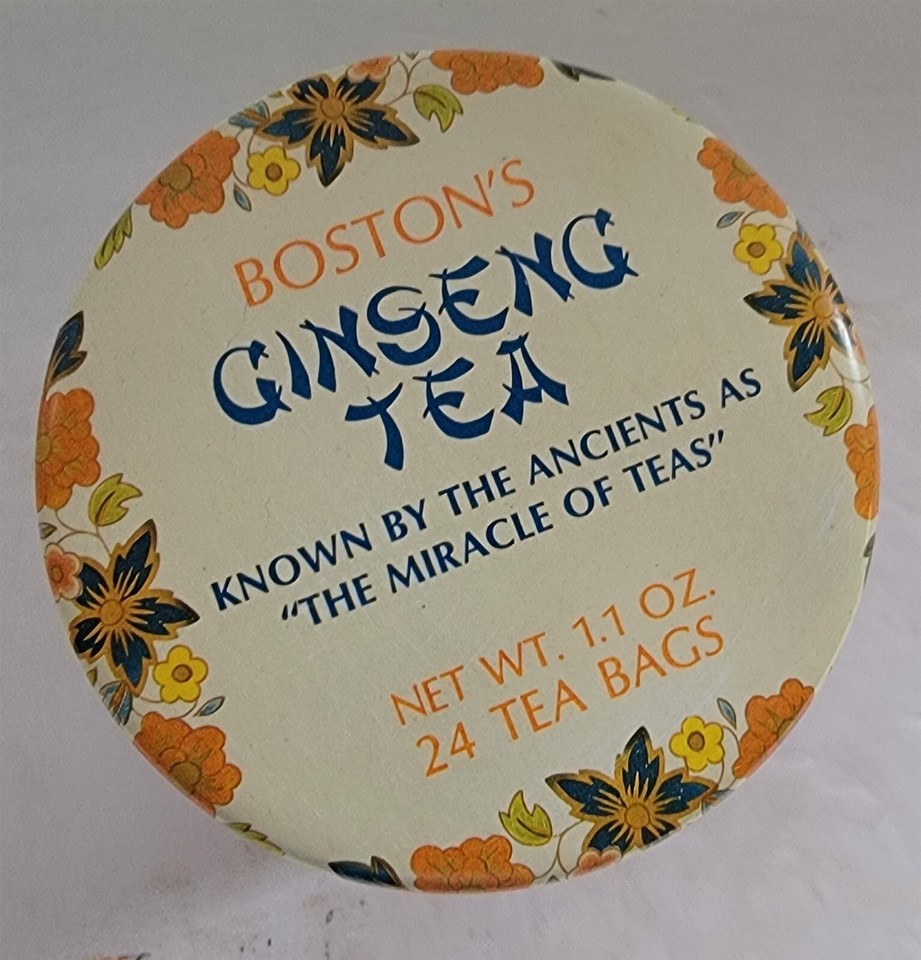 BOSTON'S
GINSENG
TEA
KNOWN BY THE ANCIENTS AS
"THE MIRACLE OF TEAS"
NET WT. 1.1 OZ.
24 TEA BAGS